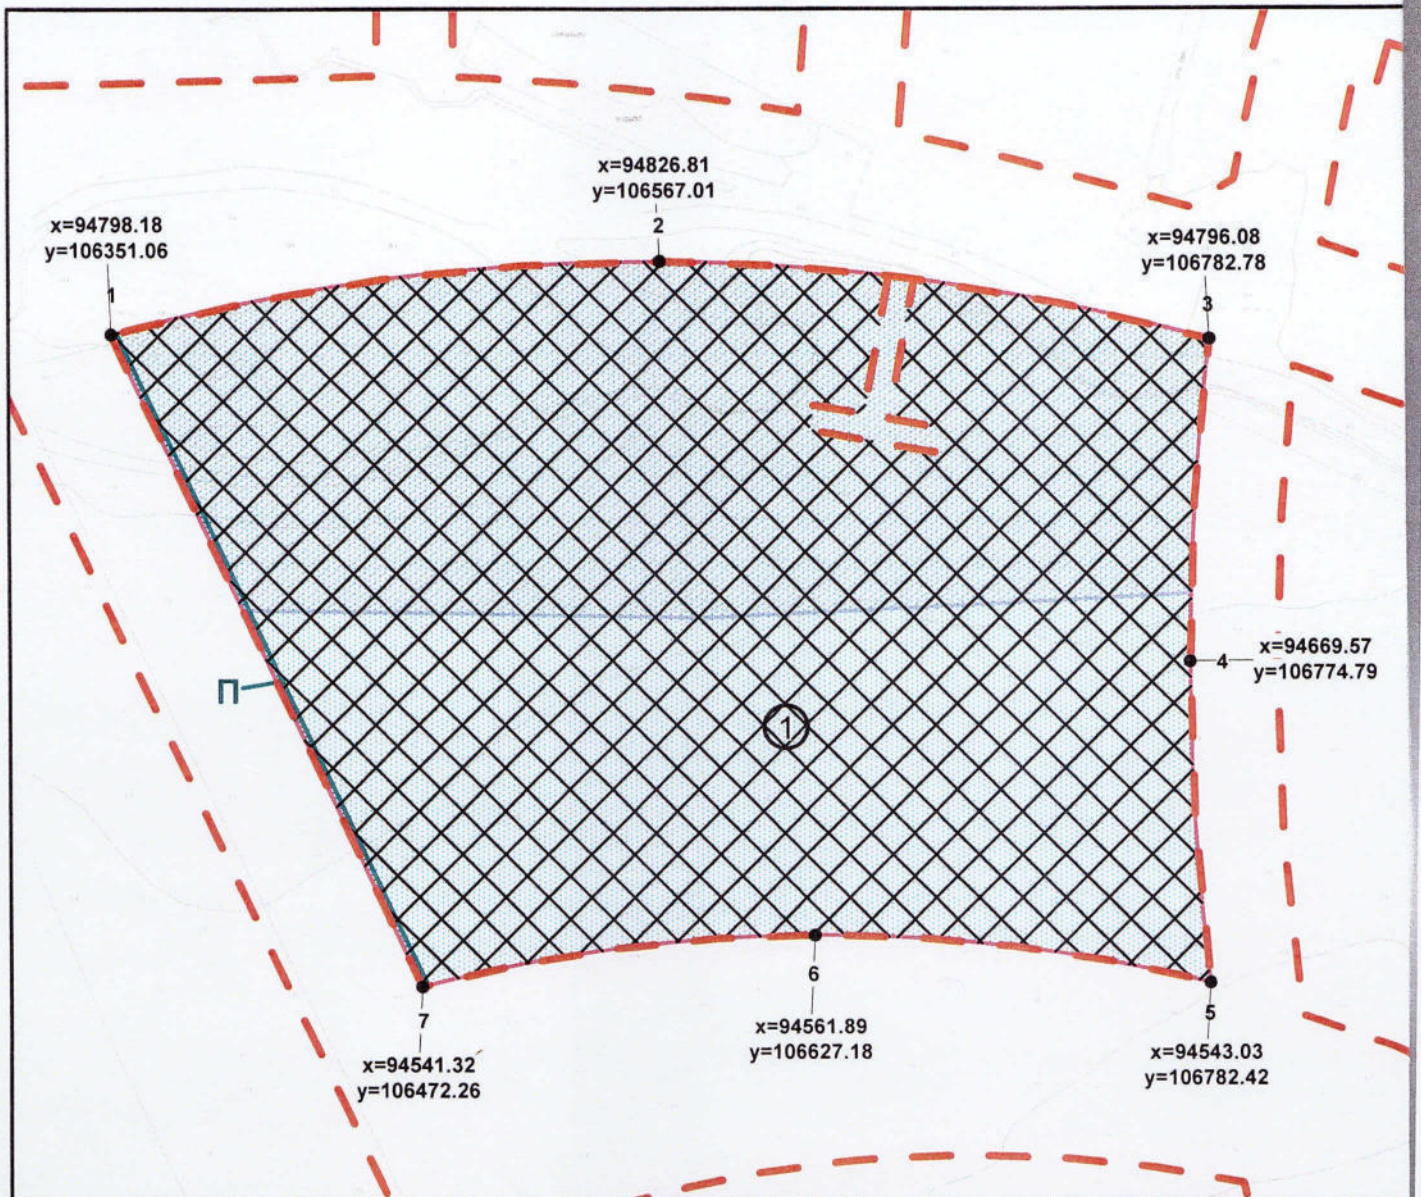 x=94826.81
y=106567.01
2
x=94798.18
y=106351.06
1
x=94796.08
y=106782.78
3
4
x=94669.57
y=106774.79
П
1
6
x=94561.89
y=106627.18
5
x=94543.03
y=106782.42
7
x=94541.32
y=106472.26